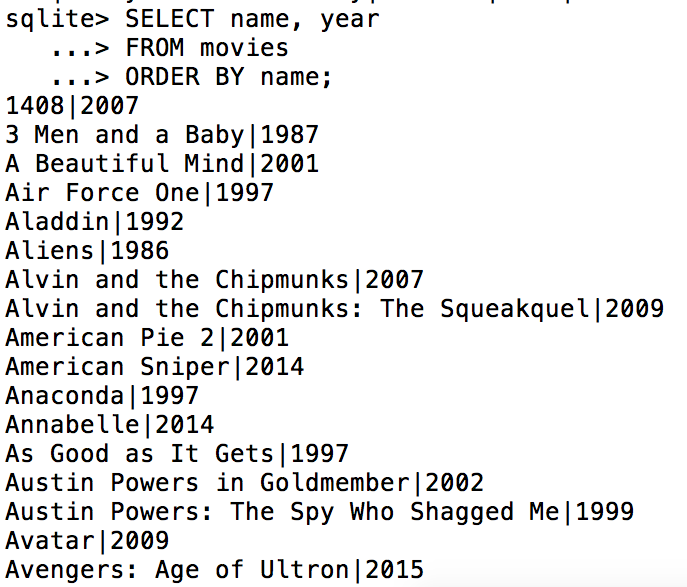 sqlite> SELECT name, year
...> FROM movies
...> ORDER BY name;
1408|2007
3 Men and a Baby|1987
A Beautiful Mind|2001
Air Force One|1997
Aladdin|1992
Aliens|1986
Alvin and the Chipmunks|2007
Alvin and the Chipmunks: The Squeakquel|2009
American Pie 2|2001
American Sniper|2014
Anaconda|1997
Annabelle|2014
As Good as It Gets|1997
Austin Powers in Goldmember|2002
Austin Powers: The Spy Who Shagged Me|1999
Avatar|2009
Avengers: Age of Ultron|2015